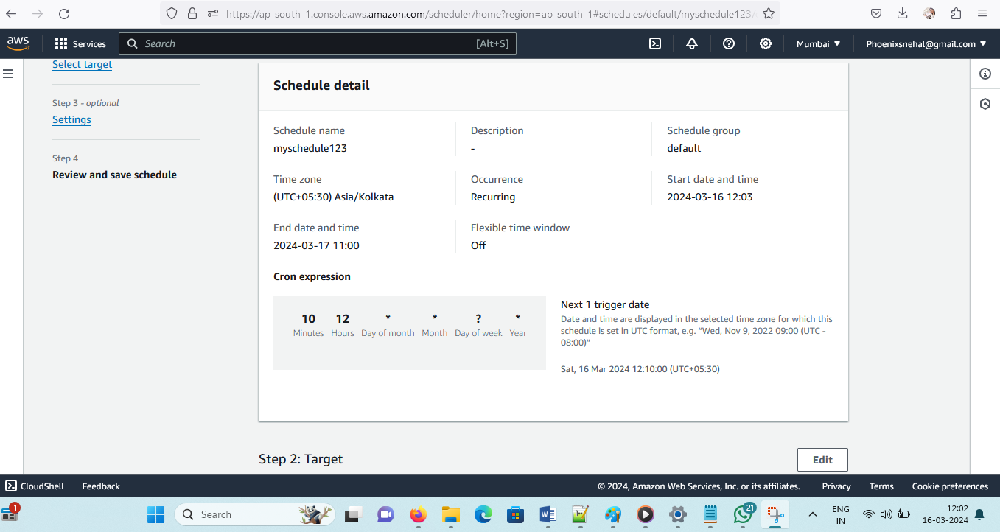 https://ap-south-1.console.aws.amazon.com/scheduler/home?region=ap-south-1#schedules/default/myschedule123/
aws
Services
Search
[Alt+S]
Mumbai ▼
Phoenixsnehal@gmail.com ▼
Select target
Step 3 - optional
Settings
Step 4
Review and save schedule
Schedule detail
Schedule name
myschedule123
Description
-
Schedule group
default
Time zone
(UTC+05:30) Asia/Kolkata
Occurrence
Recurring
Start date and time
2024-03-16 12:03
End date and time
2024-03-17 11:00
Flexible time window
Off
Cron expression
10 12 * * ? *
Minutes Hours Day of month Month Day of week Year
Next 1 trigger date
Date and time are displayed in the selected time zone for which this
schedule is set in UTC format, e.g. “Wed, Nov 9, 2022 09:00 (UTC -
08:00)”
Sat, 16 Mar 2024 12:10:00 (UTC+05:30)
Step 2: Target
Edit
CloudShell
Feedback
© 2024, Amazon Web Services, Inc. or its affiliates.
Privacy
Terms
Cookie preferences
1
Search
21
ENG
IN
12:02
16-03-2024